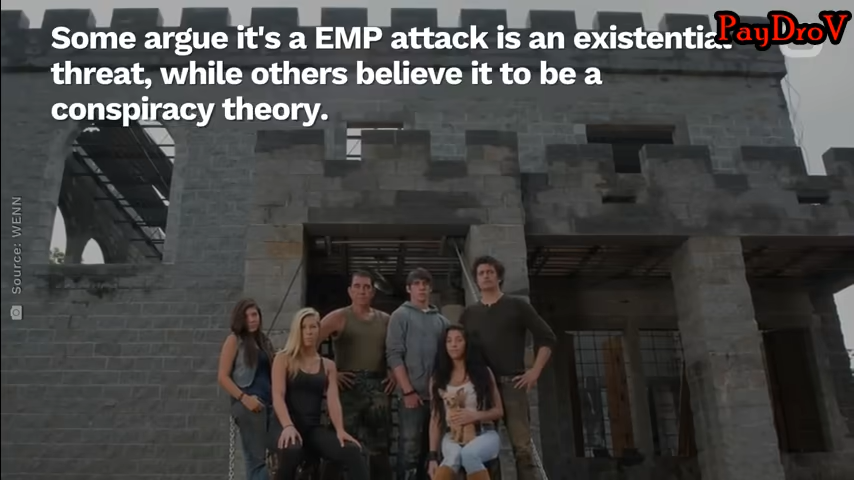 Some argue it's a EMP attack is an existential
threat, while others believe it to be a
conspiracy theory.
PayDroV
Source: WENN